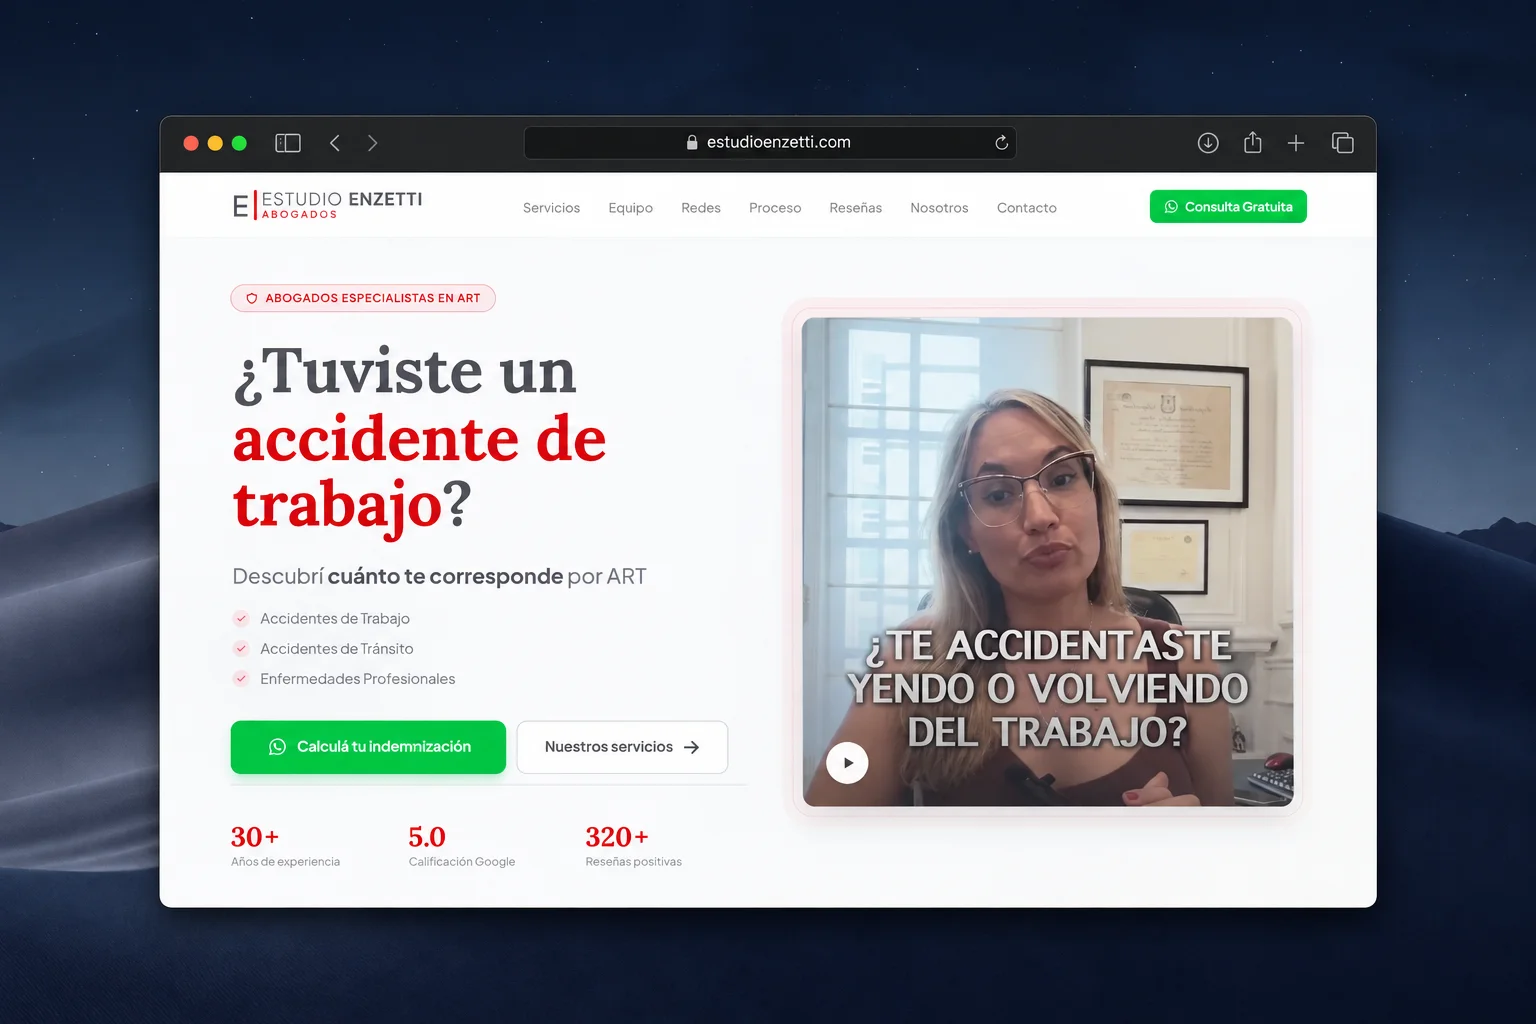 estudioenzetti.com
E ESTUDIO ENZETTI
ABOGADOS
Servicios
Equipo
Redes
Proceso
Reseñas
Nosotros
Contacto
Consulta Gratuita
ABOGADOS ESPECIALISTAS EN ART
¿Tuviste un
accidente de
trabajo?
Descubrí cuánto te corresponde por ART
Accidentes de Trabajo
Accidentes de Tránsito
Enfermedades Profesionales
Calculá tu indemnización
Nuestros servicios →
30+
Años de experiencia
5.0
Calificación Google
320+
Reseñas positivas
¿TE ACCIDENTASTE
YENDO O VOLVIENDO
DEL TRABAJO?